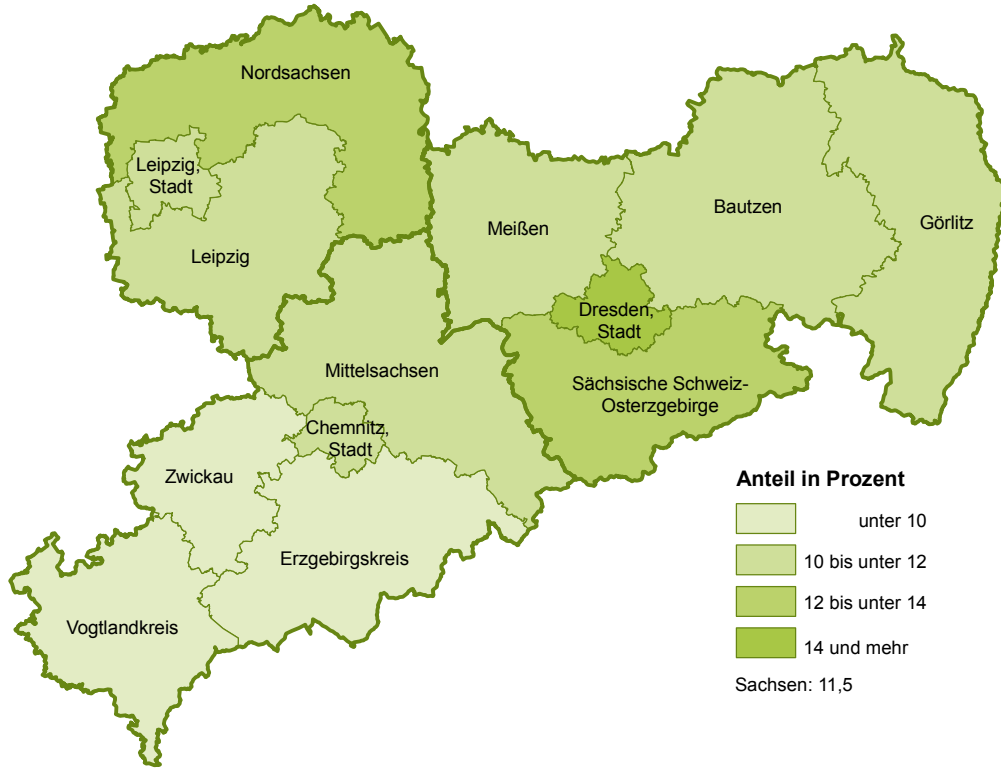 Nordsachsen
Leipzig,
Stadt
Leipzig
Meißen
Bautzen
Görlitz
Dresden,
Stadt
Mittelsachsen
Sächsische Schweiz-
Osterzgebirge
Chemnitz,
Stadt
Zwickau
Erzgebirgskreis
Vogtlandkreis
Anteil in Prozent
unter 10
10 bis unter 12
12 bis unter 14
14 und mehr
Sachsen: 11,5